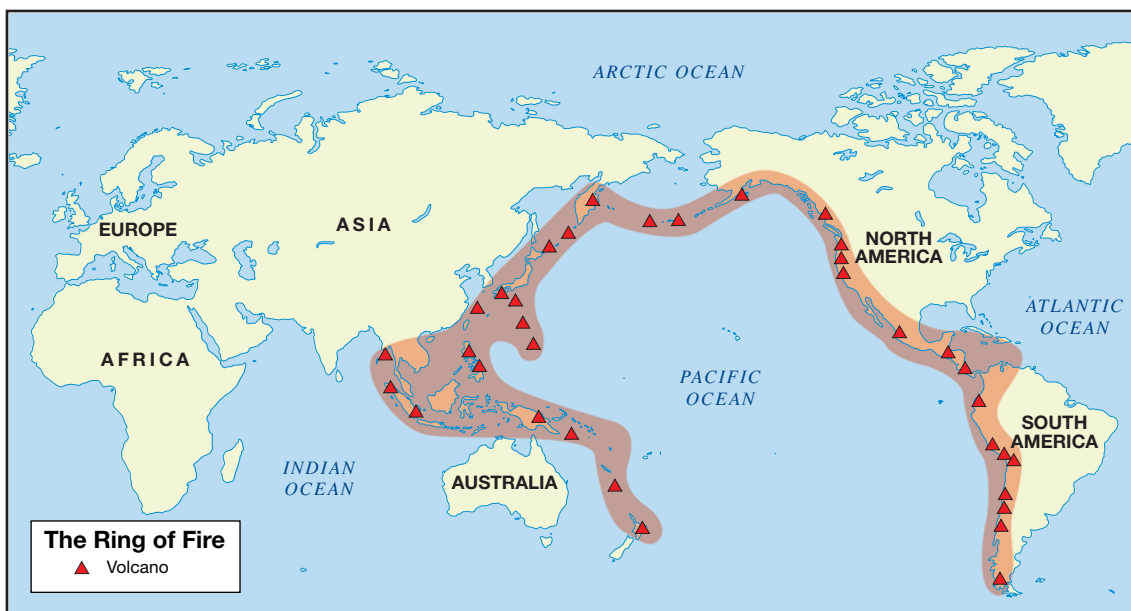 ARCTIC OCEAN
EUROPE
ASIA
NORTH
AMERICA
ATLANTIC
OCEAN
AFRICA
PACIFIC
OCEAN
SOUTH
AMERICA
INDIAN
OCEAN
AUSTRALIA
The Ring of Fire
Volcano